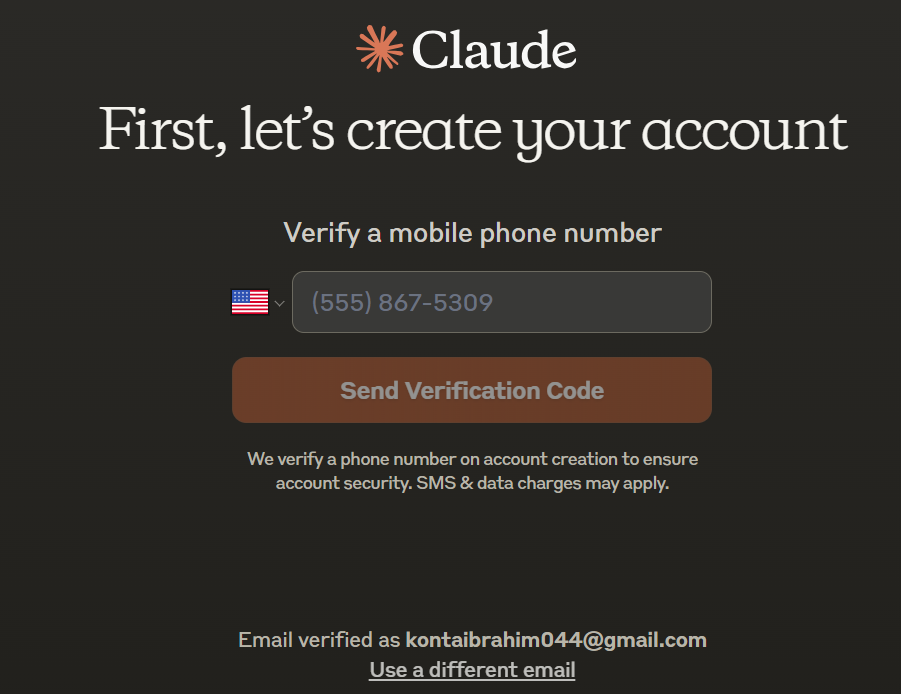 Claude
First, let's create your account
Verify a mobile phone number
(555) 867-5309
Send Verification Code
We verify a phone number on account creation to ensure
account security. SMS & data charges may apply.
Email verified as kontaibrahim044@gmail.com
Use a different email